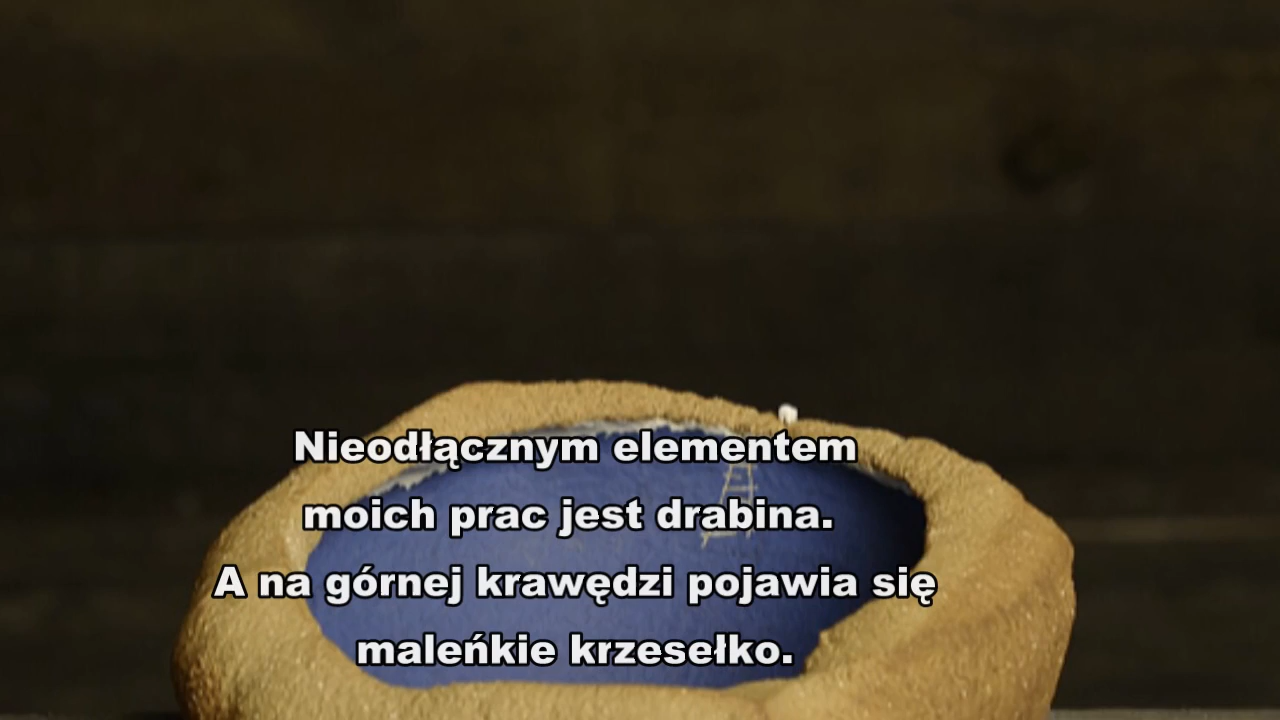 Nieodłącznym elementem
moich prac jest drabina.
A na górnej krawędzi pojawia się
maleńkie krzesełko.